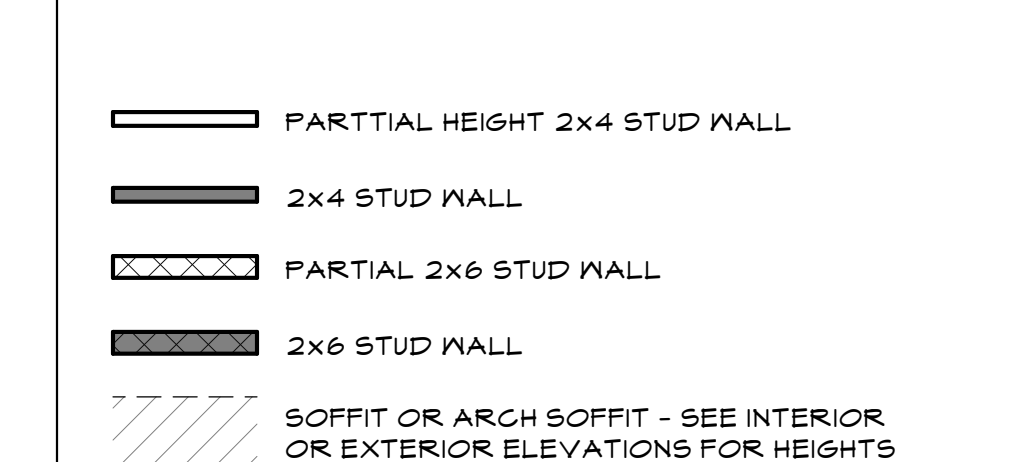 PARTTIAL HEIGHT 2x4 STUD WALL
2x4 STUD WALL
PARTIAL 2x6 STUD WALL
2x6 STUD WALL
SOFFIT OR ARCH SOFFIT - SEE INTERIOR
OR EXTERIOR ELEVATIONS FOR HEIGHTS